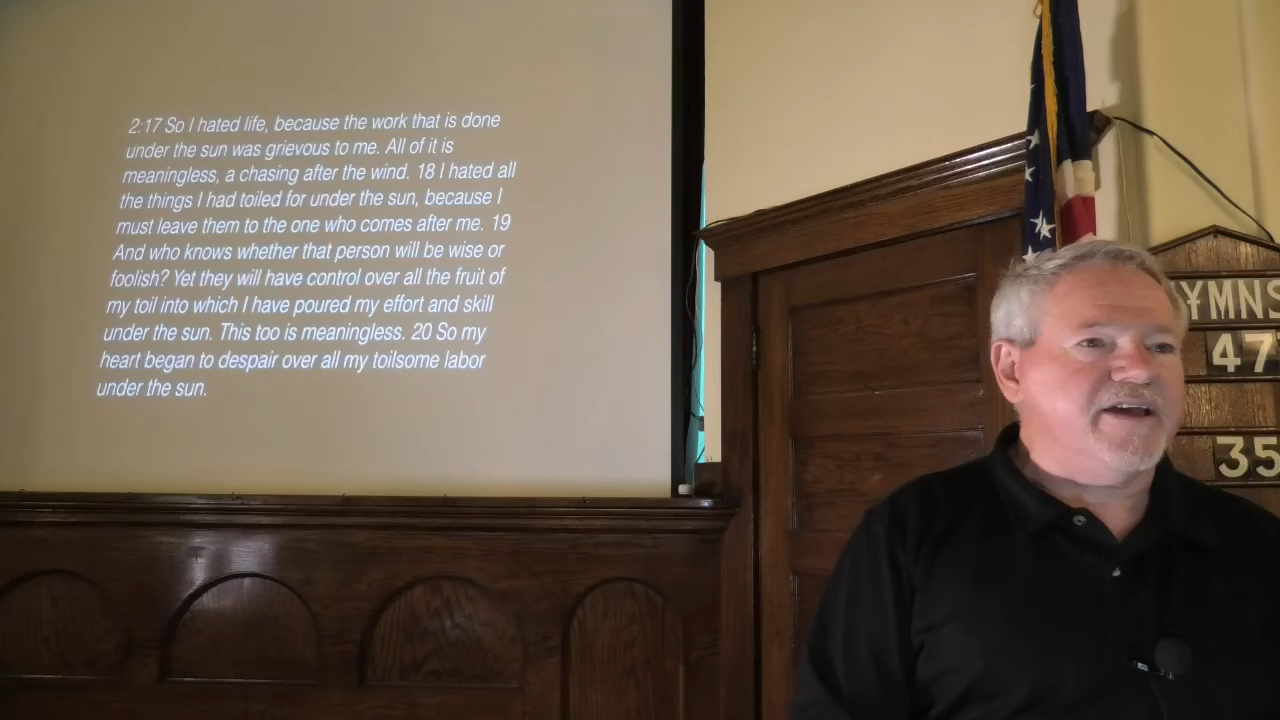 2:17 So I hated life, because the work that is done
under the sun was grievous to me. All of it is
meaningless, a chasing after the wind. 18 I hated all
the things I had toiled for under the sun, because I
must leave them to the one who comes after me. 19
And who knows whether that person will be wise or
foolish? Yet they will have control over all the fruit of
my toil into which I have poured my effort and skill
under the sun. This too is meaningless. 20 So my
heart began to despair over all my toilsome labor
under the sun.
YMNS
47
35